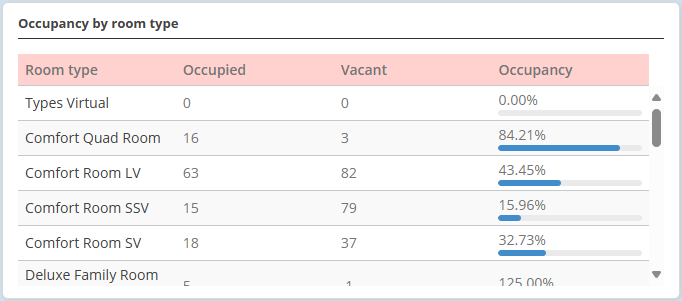 Occupancy by room type
Room type Occupied Vacant Occupancy
Types Virtual 0 0 0.00%
Comfort Quad Room 16 3 84.21%
Comfort Room LV 63 82 43.45%
Comfort Room SSV 15 79 15.96%
Comfort Room SV 18 37 32.73%
Deluxe Family Room 5 -1 125.00%